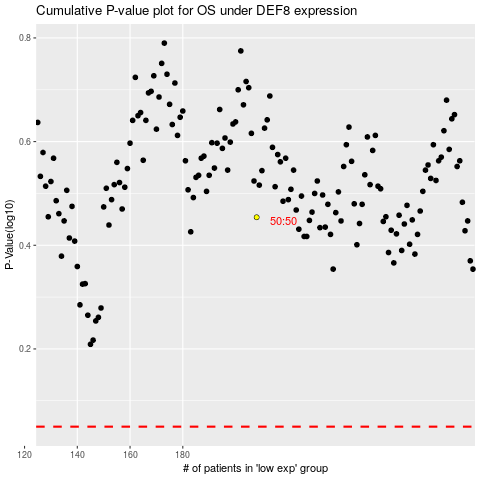 Cumulative P-value plot for OS under DEF8 expression
P-Value(log10)
0.8
0.6
0.4
0.2
50:50
120 140 160 180
# of patients in 'low exp' group